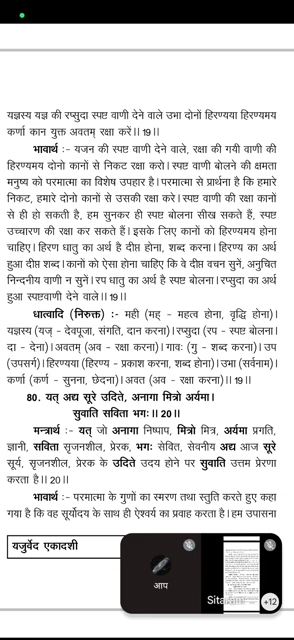 यज्ञस्य यज्ञ की रप्सुदा स्पष्ट वाणी देने वाले उभा दोनों हिरण्यया हिरण्यमय
कर्णा कान युक्त अवतम् रक्षा करें।। 19।।
भावार्थ :- यजन की स्पष्ट वाणी देने वाले, रक्षा की गयी वाणी की
हिरण्यमय दोनो कानों से निकट रक्षा करो। स्पष्ट वाणी बोलने की क्षमता
मनुष्य को परमात्मा का विशेष उपहार है। परमात्मा से प्रार्थना है कि हमारे
निकट, हमारे दोनो कानों से उसकी रक्षा करे। स्पष्ट वाणी की रक्षा कानों
से ही हो सकती है, हम सुनकर ही स्पष्ट बोलना सीख सकते हैं, स्पष्ट
उच्चारण की रक्षा कर सकते हैं। इसके लिए कानों को हिरण्यमय होना
चाहिए। हिरण धातु का अर्थ है दीप्त होना, शब्द करना। हिरण्य का अर्थ
हुआ दीप्त शब्द। कानों को ऐसा होना चाहिए कि वे दीप्त वचन सुनें, अनुचित
निन्दनीय वाणी न सुनें। रप धातु का अर्थ है स्पष्ट बोलना। रप्सुदा का अर्थ
हुआ स्पष्टवाणी देने वाले।। 19।।
धात्वादि (निरुक्त) :- मही (मह् - महत्व होना, वृद्धि होना)।
यज्ञस्य (यज् - देवपूजा, संगति, दान करना)। रप्सुदा (रप - स्पष्ट बोलना।
दा - देना)। अवतम् (अव - रक्षा करना)। गावः (गु - शब्द करना)। उप
(उपसर्ग)। हिरण्यया (हिरण्य - प्रकाश करना, शब्द होना)। उभा (सर्वनाम)।
कर्णा (कर्ण - सुनना, छेदना)। अवत (अव - रक्षा करना)।। 19।।
80. यत् अद्य सूरे उदिते, अनागा मित्रो अर्यमा।
सुवाति सविता भगः।। 20।।
मन्त्रार्थ :- यत् जो अनागा निष्पाप, मित्रो मित्र, अर्यमा प्रगति,
ज्ञानी, सविता सृजनशील, प्रेरक, भगः सेवित, सेवनीय अद्य आज सूरे
सूर्य, सृजनशील, प्रेरक के उदिते उदय होने पर सुवाति उत्तम प्रेरणा
करता है।। 20।।
भावार्थ :- परमात्मा के गुणों का स्मरण तथा स्तुति करते हुए कहा
गया है कि वह सूर्योदय के साथ ही ऐश्वर्य का प्रवाह करता है। हम उपासना
यजुर्वेद एकादशी
आप
Sita
+12